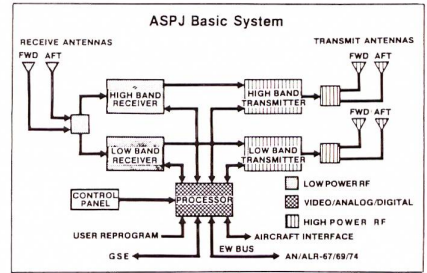 ASPJ Basic System
RECEIVE ANTENNAS
FWD AFT
TRANSMIT ANTENNAS
FWD AFT
HIGH BAND
RECEIVER
HIGH BAND
TRANSMITTER
FWD AFT
LOW BAND
RECEIVER
LOW BAND
TRANSMITTER
CONTROL
PANEL
PROCESSOR
LOW POWER RF
VIDEO/ANALOG/DIGITAL
HIGH POWER RF
USER REPROGRAM
AIRCRAFT INTERFACE
GSE
EW BUS
AN/ALR-67/69/74